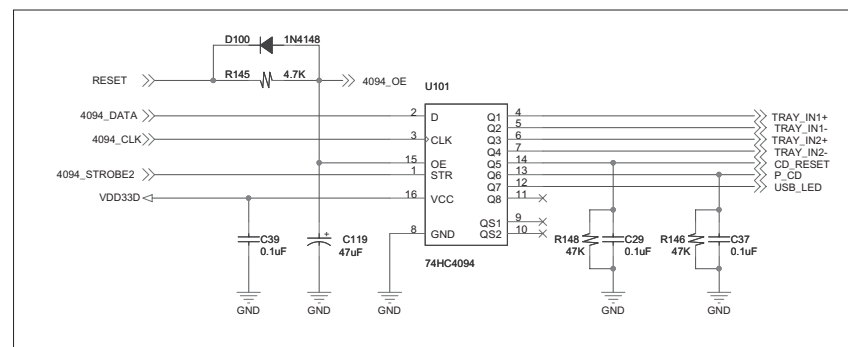 D100 1N4148
RESET R145 4.7K 4094_OE
U101
4094_DATA 2 D Q1 4 TRAY_IN1+
Q2 5 TRAY_IN1-
4094_CLK 3 CLK Q3 6 TRAY_IN2+
Q4 7 TRAY_IN2-
15 OE Q5 14 CD_RESET
4094_STROBE2 1 STR Q6 13 P_CD
Q7 12 USB_LED
VDD33D 16 VCC Q8 11
QS1 9
8 GND QS2 10
C39 0.1uF
C119 47uF
74HC4094
R148 47K
C29 0.1uF
R146 47K
C37 0.1uF
GND GND GND GND GND